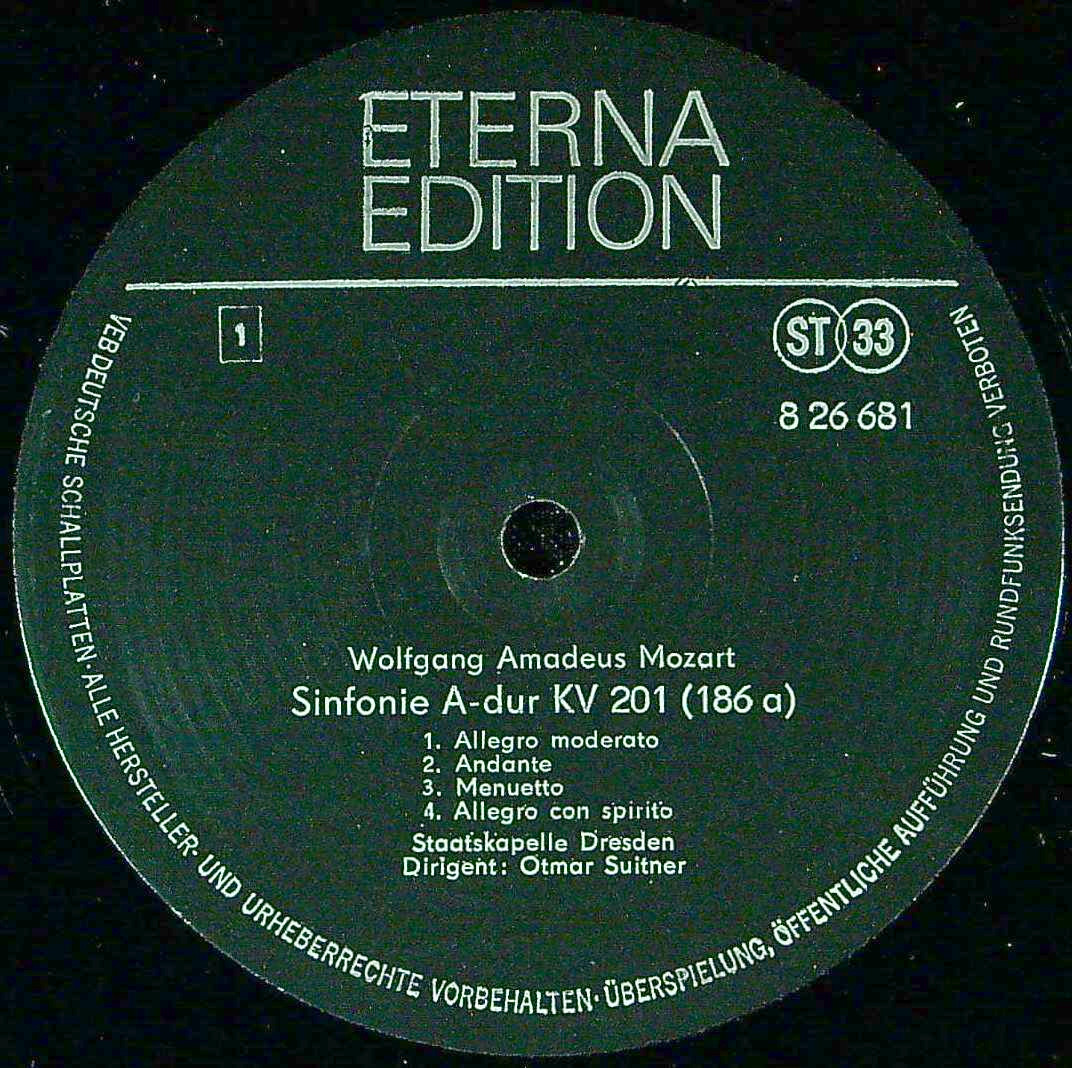 ETERNA
EDITION
1
ST 33
8 26 681
Wolfgang Amadeus Mozart
Sinfonie A-dur KV 201 (186 a)
1. Allegro moderato
2. Andante
3. Menuetto
4. Allegro con spirito
Staatskapelle Dresden
Dirigent: Otmar Suitner
VEB DEUTSCHE SCHALLPLATTEN · ALLE HERSTELLER- UND URHEBERRECHTE VORBEHALTEN · ÜBERSPIELUNG, ÖFFENTLICHE AUFFÜHRUNG UND RUNDFUNKSENDUNG VERBOTEN